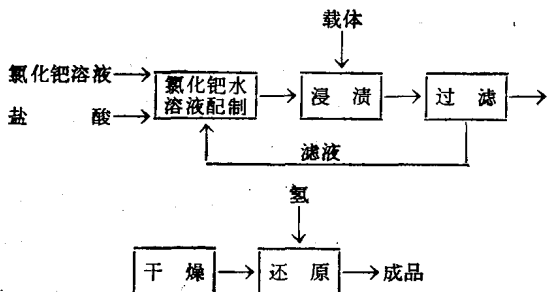 载体
氯化钯溶液
盐 酸
氯化钯水
溶液配制
浸 渍
过 滤
滤液
氢
干 燥
还 原
成品